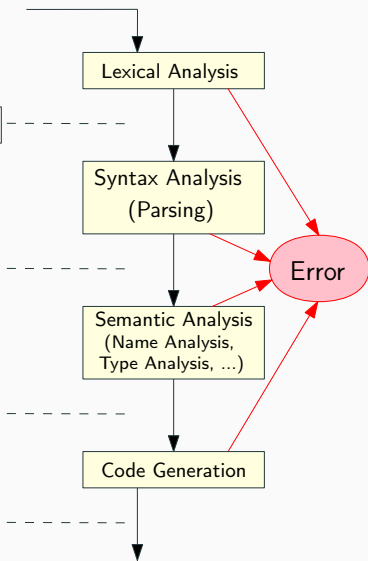 Lexical Analysis
Syntax Analysis
(Parsing)
Error
Semantic Analysis
(Name Analysis,
Type Analysis, ...)
Code Generation